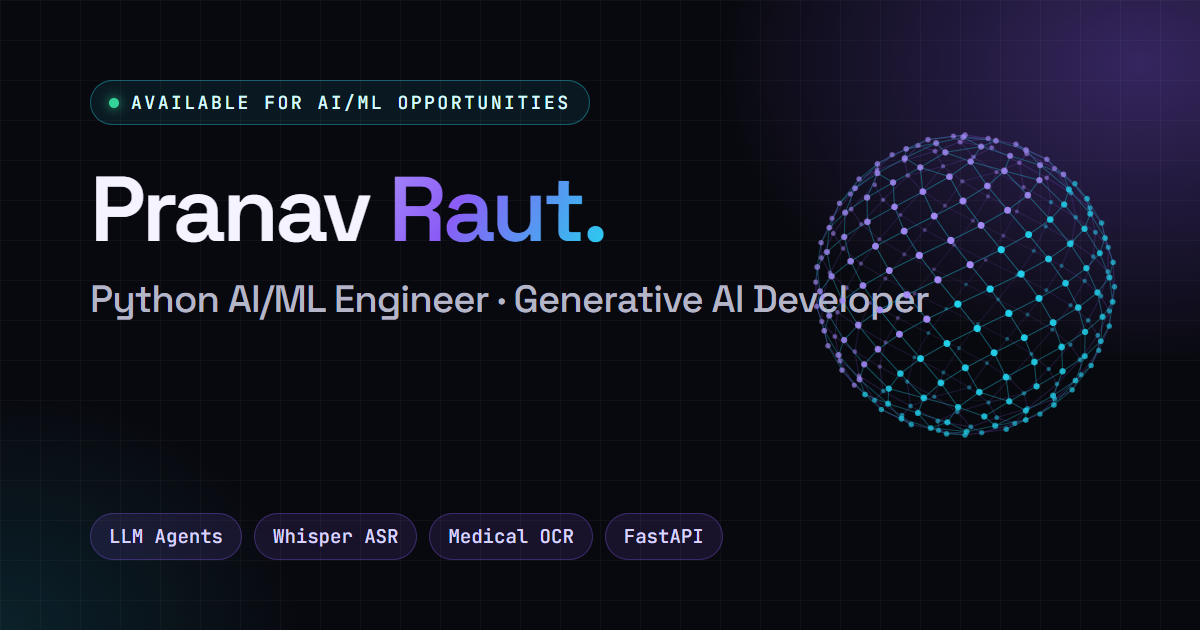 AVAILABLE FOR AI/ML OPPORTUNITIES
Pranav Raut.
Python AI/ML Engineer · Generative AI Developer
LLM Agents Whisper ASR Medical OCR FastAPI